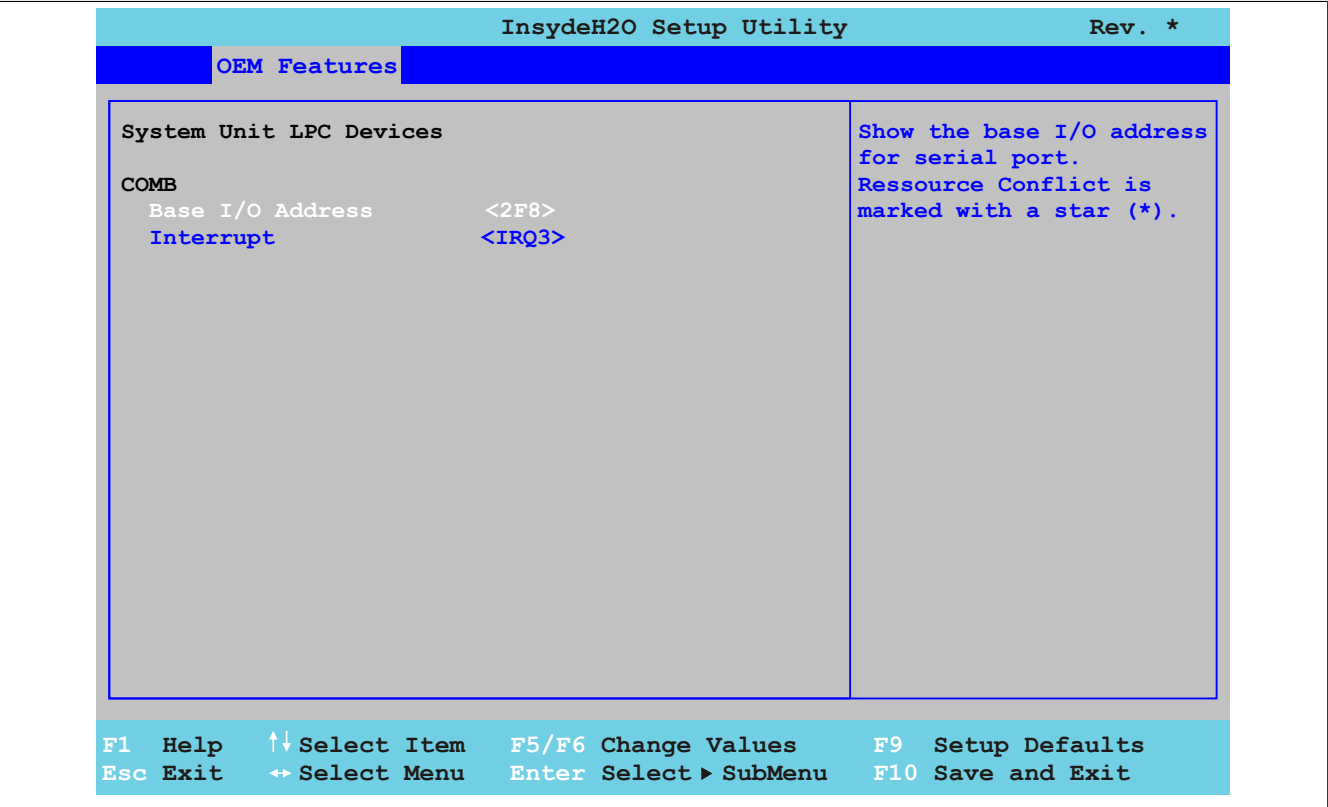 InsydeH2O Setup Utility Rev. *
OEM Features
System Unit LPC Devices
COMB
Base I/O Address <2F8>
Interrupt <IRQ3>
Show the base I/O address
for serial port.
Ressource Conflict is
marked with a star (*).
F1 Help ↑↓ Select Item F5/F6 Change Values F9 Setup Defaults
Esc Exit ↔ Select Menu Enter Select ▶ SubMenu F10 Save and Exit